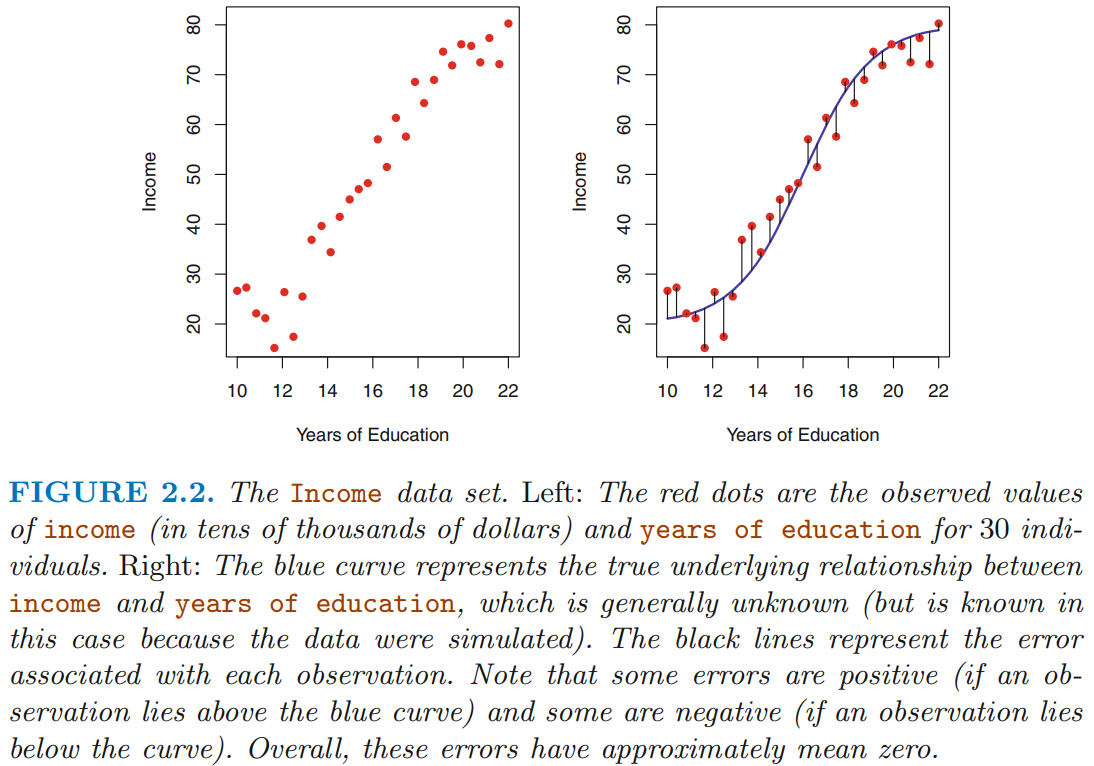 80
70
60
50
40
30
20
Income
10 12 14 16 18 20 22
Years of Education
80
70
60
50
40
30
20
Income
10 12 14 16 18 20 22
Years of Education
FIGURE 2.2. The Income data set. Left: The red dots are the observed values
of income (in tens of thousands of dollars) and years of education for 30 indi-
viduals. Right: The blue curve represents the true underlying relationship between
income and years of education, which is generally unknown (but is known in
this case because the data were simulated). The black lines represent the error
associated with each observation. Note that some errors are positive (if an ob-
servation lies above the blue curve) and some are negative (if an observation lies
below the curve). Overall, these errors have approximately mean zero.